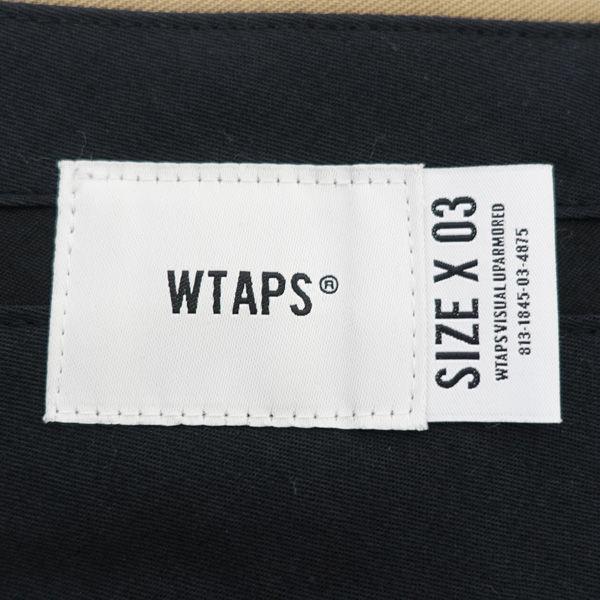 WTAPS®
SIZE X 03
WTAPS VISUAL UPARMORED
813-1845-03-4875